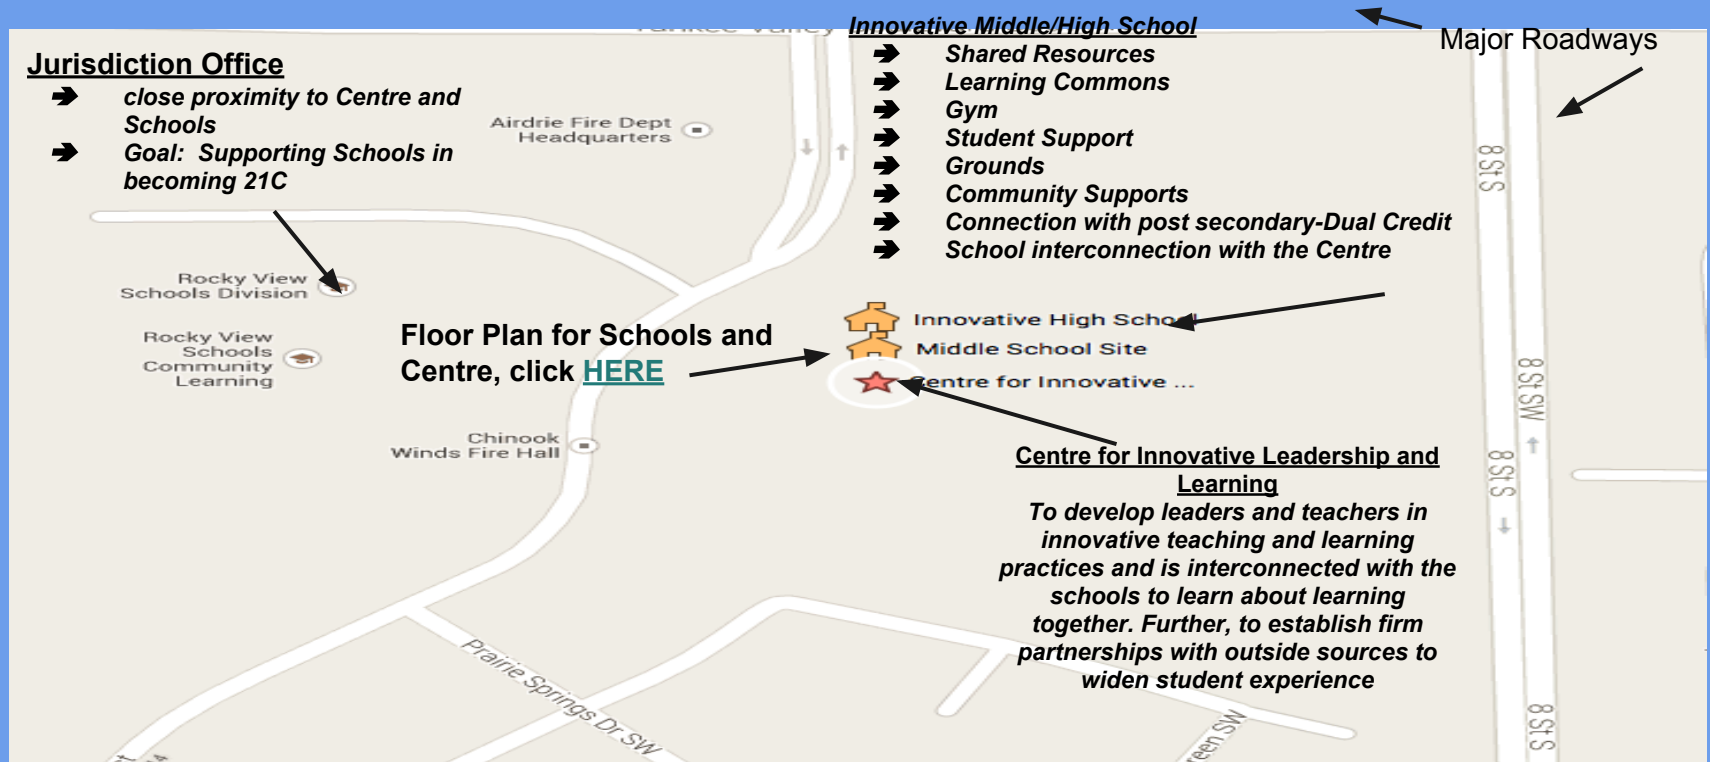 Innovative Middle/High School
Shared Resources
Learning Commons
Gym
Student Support
Grounds
Community Supports
Connection with post secondary-Dual Credit
School interconnection with the Centre
Major Roadways
Jurisdiction Office
close proximity to Centre and
Schools
Goal: Supporting Schools in
becoming 21C
Airdrie Fire Dept
Headquarters
8 St S
Rocky View
Schools Division
Rocky View
Schools
Community
Learning
Floor Plan for Schools and
Centre, click HERE
Innovative High School
Middle School Site
Centre for Innovative ...
8 St SW
Chinook
Winds Fire Hall
8 St S
Centre for Innovative Leadership and
Learning
To develop leaders and teachers in
innovative teaching and learning
practices and is interconnected with the
schools to learn about learning
together. Further, to establish firm
partnerships with outside sources to
widen student experience
Prairie Springs Dr SW
8 St S